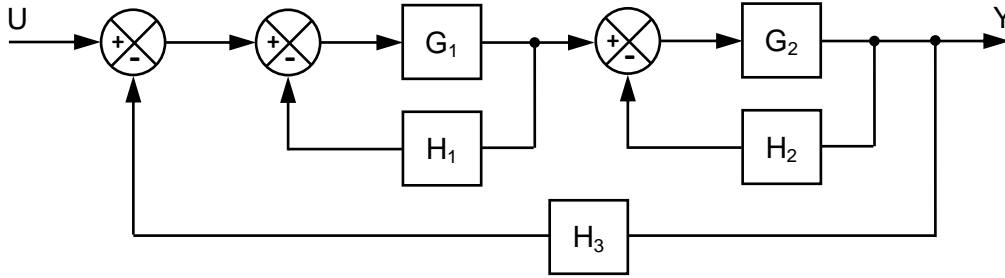 U
Y
+
-
+
-
G₁
+
-
G₂
H₁
H₂
H₃